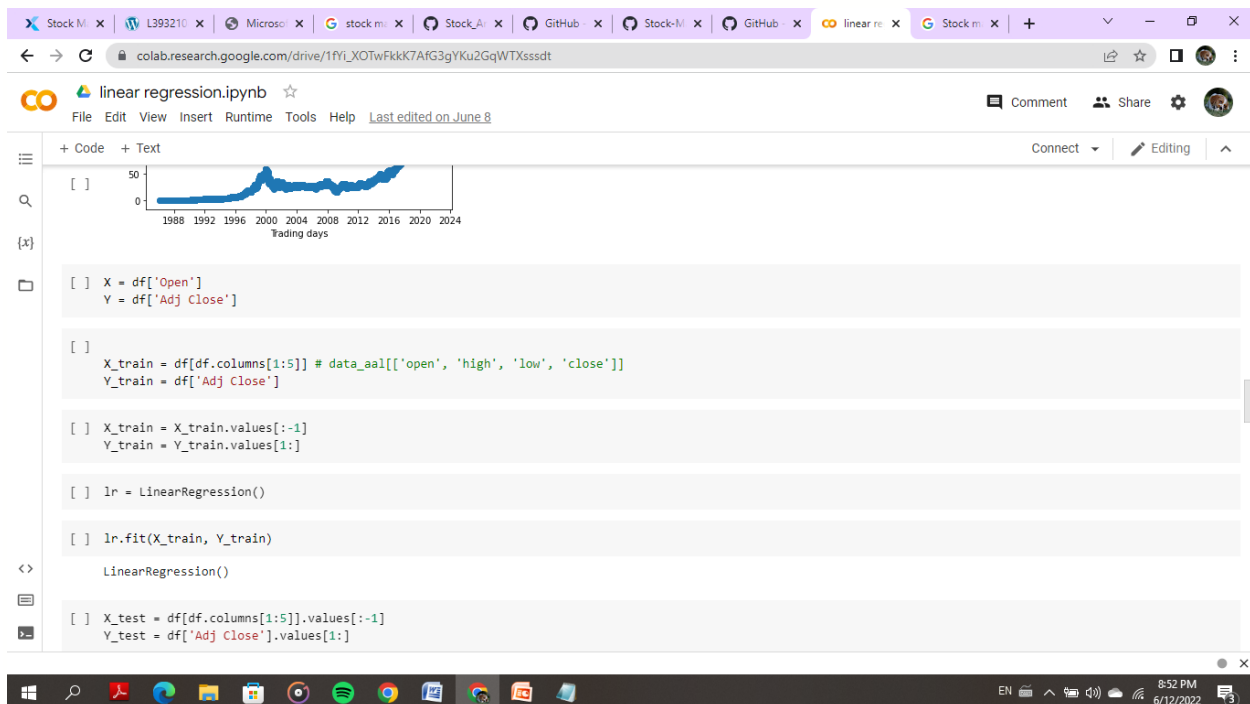 Stock M
L393210
Microsof
stock ma
Stock_Ar
GitHub -
Stock-M
GitHub -
linear re
Stock m
colab.research.google.com/drive/1fYi_XOTwFkkK7AfG3gYKu2GqWTXsssdt
CO
linear regression.ipynb
File Edit View Insert Runtime Tools Help Last edited on June 8
Comment Share
+ Code + Text
Connect Editing
[ ]
50
0
1988 1992 1996 2000 2004 2008 2012 2016 2020 2024
Trading days
{x}
[ ] X = df['Open']
Y = df['Adj Close']
[ ]
X_train = df[df.columns[1:5]] # data_aal[['open', 'high', 'low', 'close']]
Y_train = df['Adj Close']
[ ] X_train = X_train.values[:-1]
Y_train = Y_train.values[1:]
[ ] lr = LinearRegression()
[ ] lr.fit(X_train, Y_train)
LinearRegression()
[ ] X_test = df[df.columns[1:5]].values[:-1]
Y_test = df['Adj Close'].values[1:]
EN
8:52 PM
6/12/2022
3